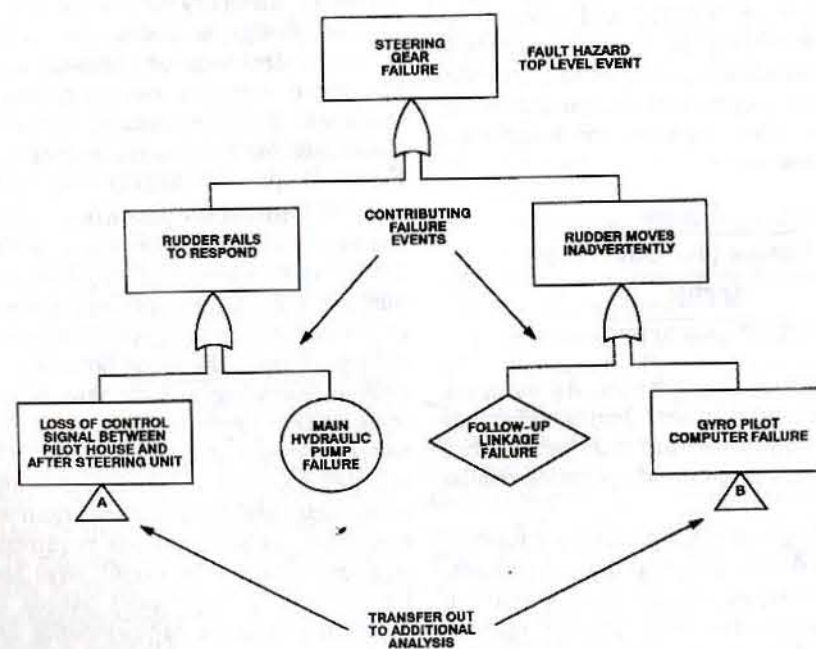 STEERING
GEAR
FAILURE
FAULT HAZARD
TOP LEVEL EVENT
RUDDER FAILS
TO RESPOND
CONTRIBUTING
FAILURE
EVENTS
RUDDER MOVES
INADVERTENTLY
LOSS OF CONTROL
SIGNAL BETWEEN
PILOT HOUSE AND
AFTER STEERING UNIT
MAIN
HYDRAULIC
PUMP
FAILURE
FOLLOW-UP
LINKAGE
FAILURE
GYRO PILOT
COMPUTER FAILURE
A
B
TRANSFER OUT
TO ADDITIONAL
ANALYSIS